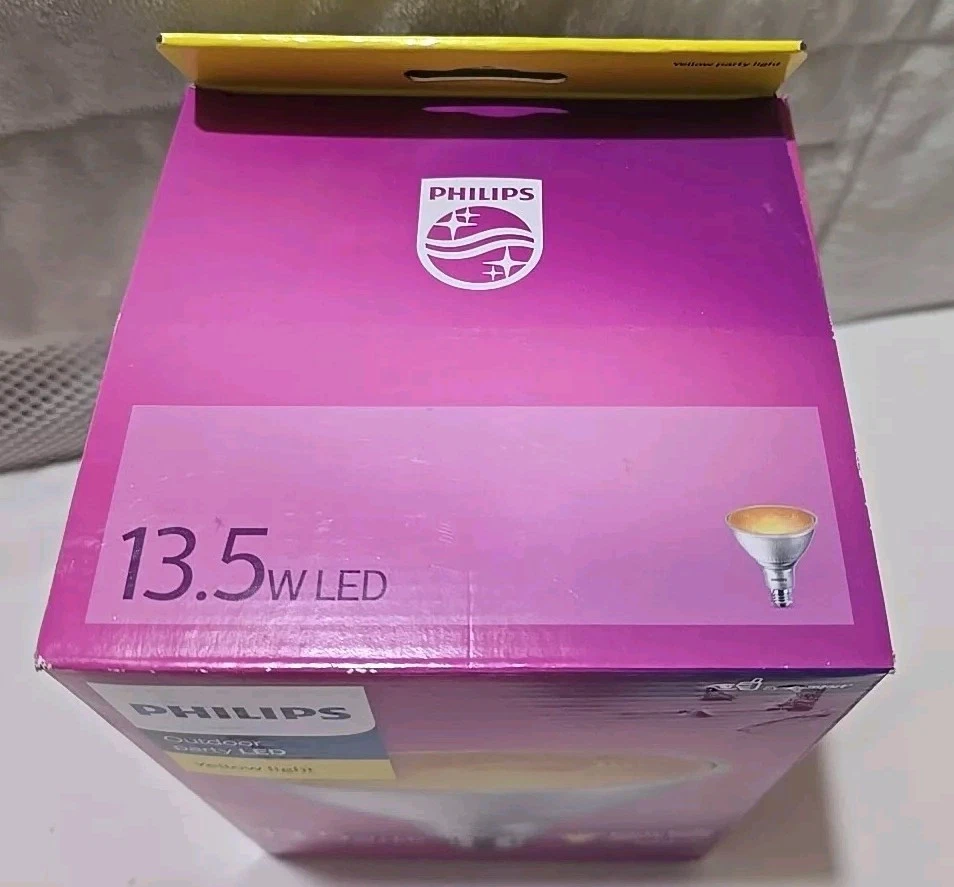 Yellow party light
PHILIPS
13.5W LED
PHILIPS
Outdoor
party LED
Yellow light